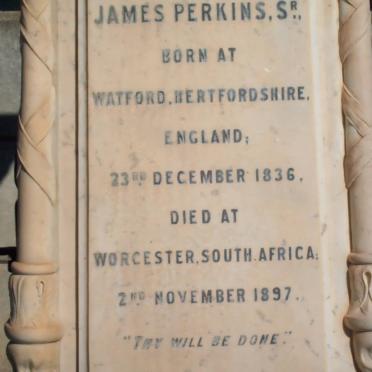 JAMES PERKINS, SR.,
BORN AT
WATFORD, HERTFORDSHIRE,
ENGLAND;
23RD DECEMBER 1836,
DIED AT
WORCESTER, SOUTH AFRICA;
2ND NOVEMBER 1897.
"THY WILL BE DONE".